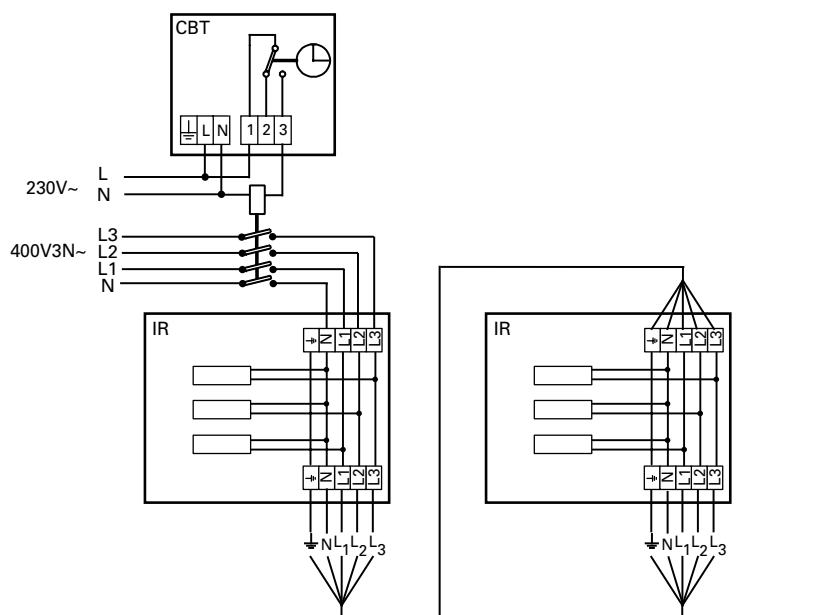 CBT
L N 1 2 3
L
230V~ N
L3
400V3N~ L2
L1
N
IR IR
N L1 L2 L3 N L1 L2 L3
N L1 L2 L3 N L1 L2 L3
N L1 L2 L3 N L1 L2 L3